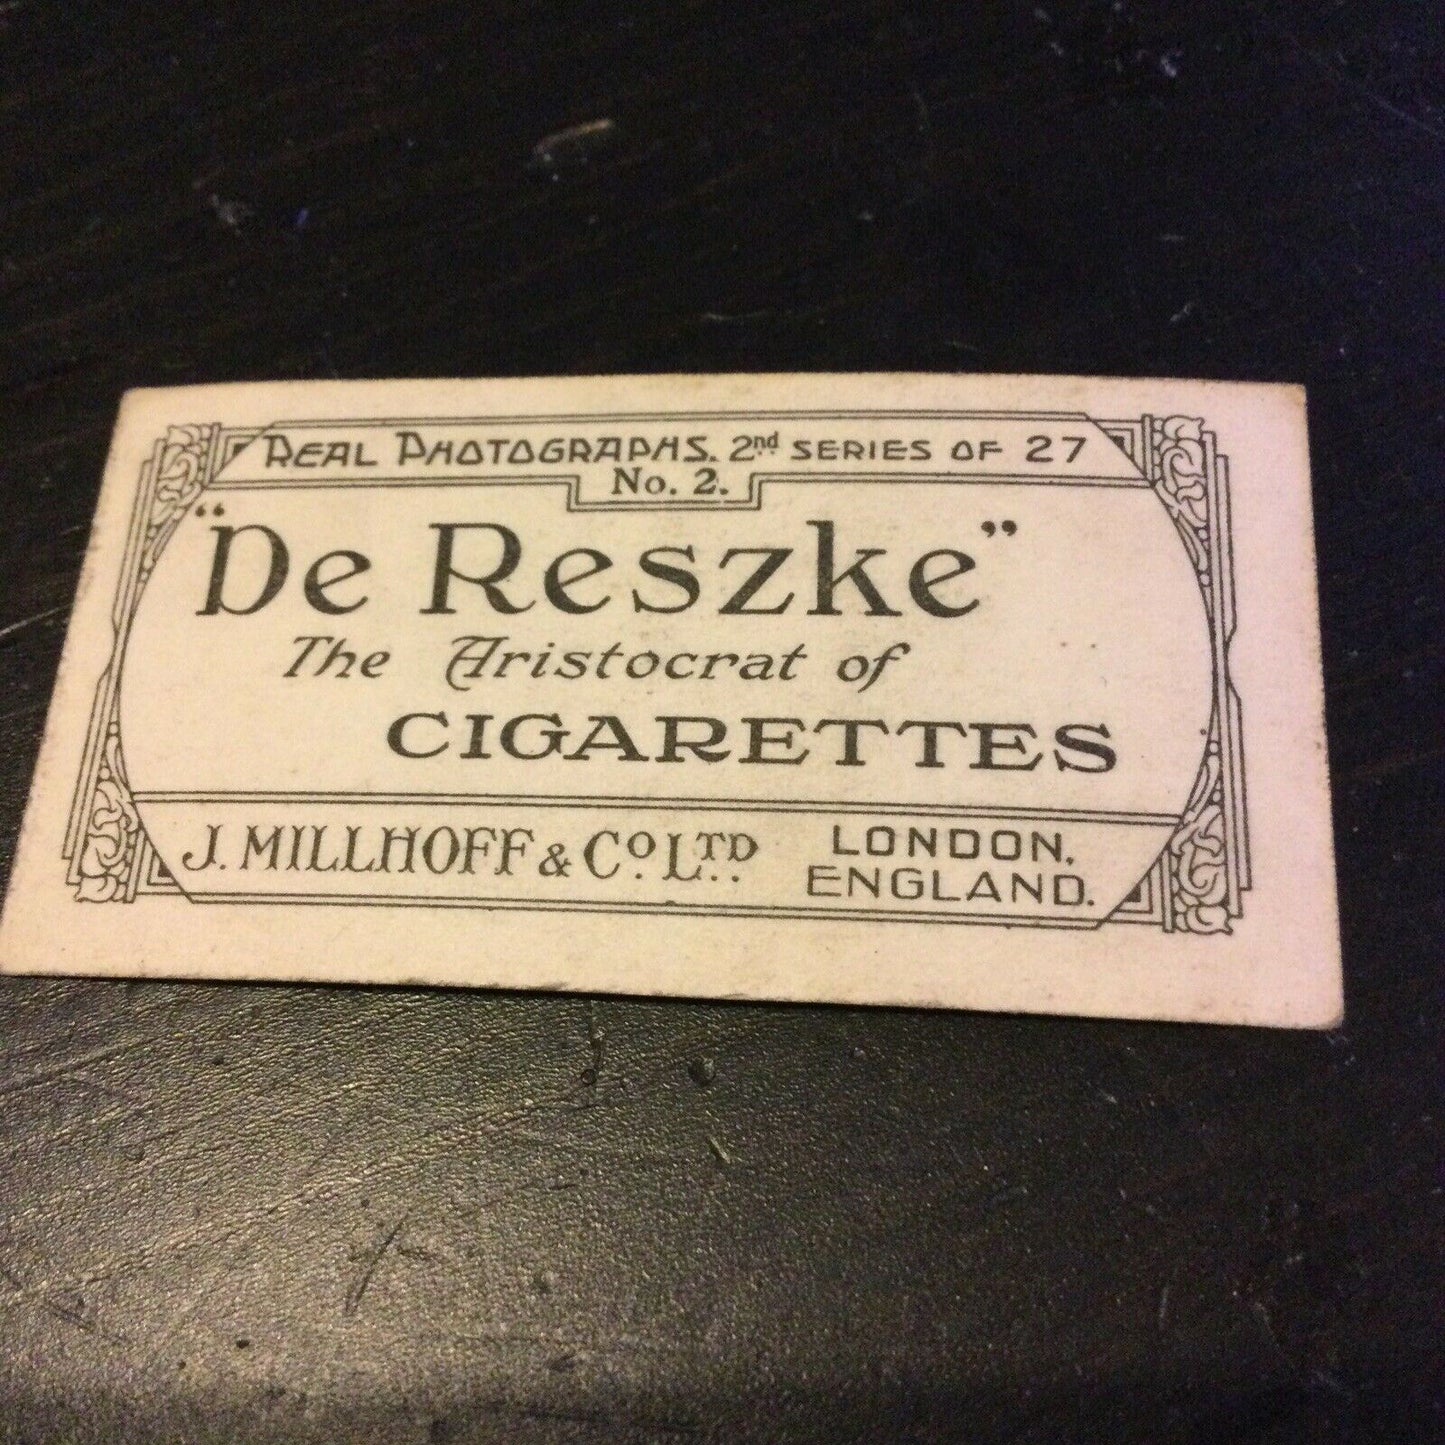 REAL PHOTOGRAPHS. 2nd SERIES OF 27
No. 2.
"De Reszke"
The Aristocrat of
CIGARETTES
J. MILLHOFF & Co. LTD.
LONDON.
ENGLAND.